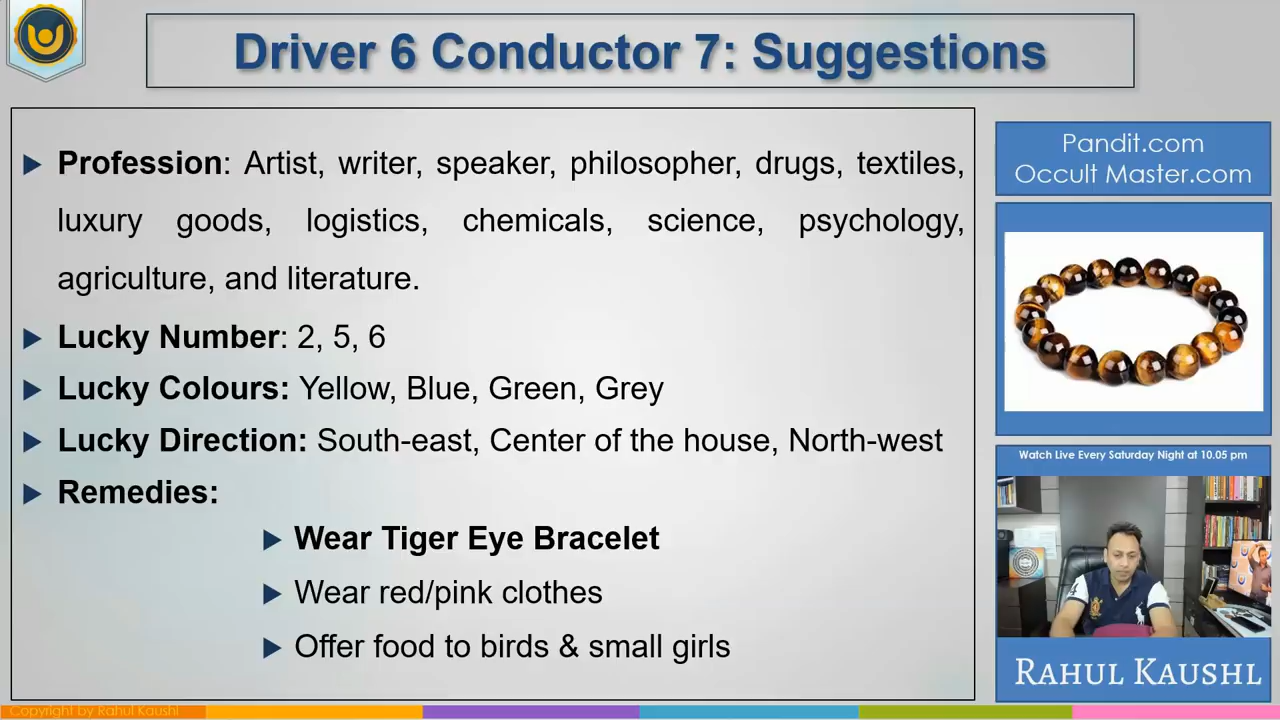 Driver 6 Conductor 7: Suggestions
Profession: Artist, writer, speaker, philosopher, drugs, textiles,
luxury goods, logistics, chemicals, science, psychology,
agriculture, and literature.
Lucky Number: 2, 5, 6
Lucky Colours: Yellow, Blue, Green, Grey
Lucky Direction: South-east, Center of the house, North-west
Remedies:
Wear Tiger Eye Bracelet
Wear red/pink clothes
Offer food to birds & small girls
Pandit.com
Occult Master.com
Watch Live Every Saturday Night at 10.05 pm
Rahul Kaushl
Copyright by Rahul Kaushl